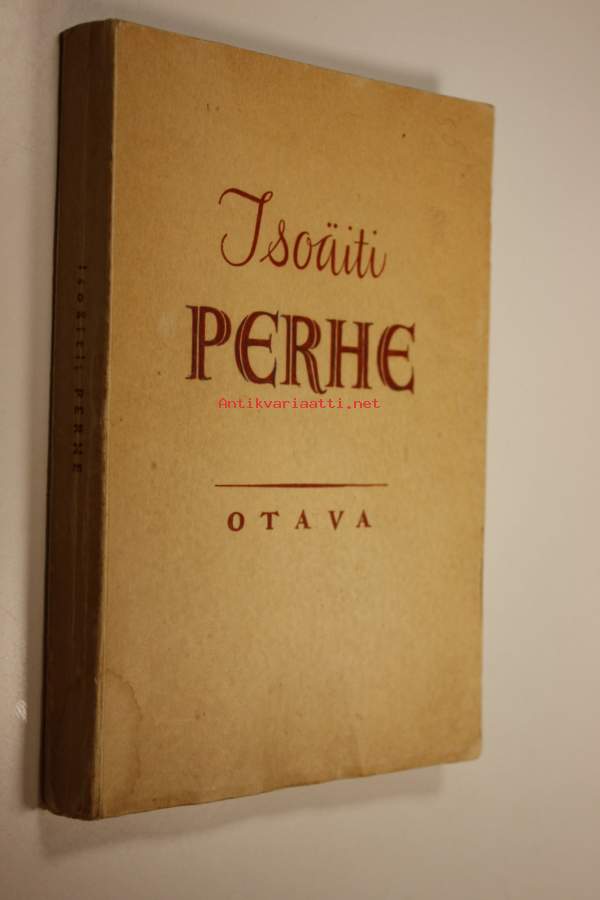 Isoäiti
PERHE
Antikvariaatti.net
OTAVA
Isoäiti PERHE